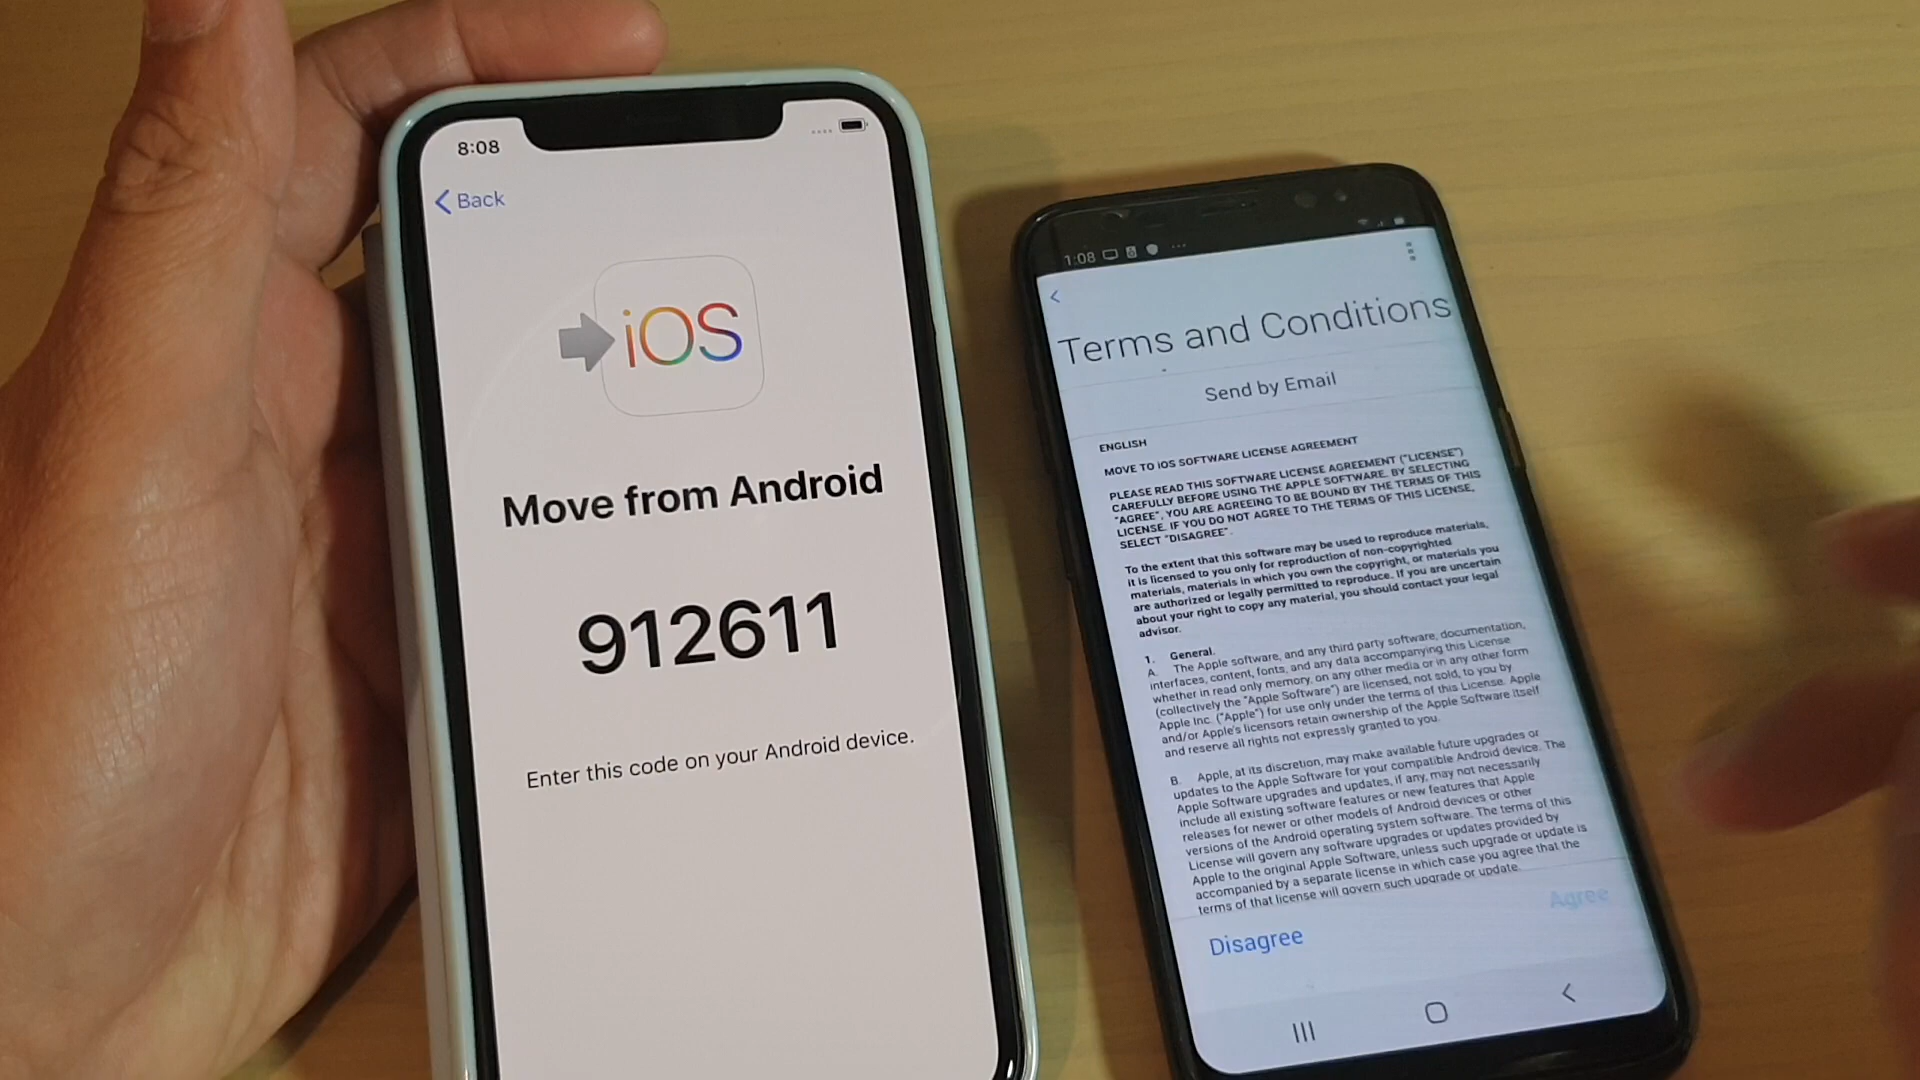 8:08
Back
iOS
Move from Android
912611
Enter this code on your Android device.
1:08
Terms and Conditions
Send by Email
ENGLISH
MOVE TO iOS SOFTWARE LICENSE AGREEMENT
PLEASE READ THIS SOFTWARE LICENSE AGREEMENT ("LICENSE")
CAREFULLY BEFORE USING THE APPLE SOFTWARE. BY SELECTING
"AGREE", YOU ARE AGREEING TO BE BOUND BY THE TERMS OF THIS
LICENSE. IF YOU DO NOT AGREE TO THE TERMS OF THIS LICENSE,
SELECT "DISAGREE".
To the extent that this software may be used to reproduce materials,
it is licensed to you only for reproduction of non-copyrighted
materials, materials in which you own the copyright, or materials you
are authorized or legally permitted to reproduce. If you are uncertain
about your right to copy any material, you should contact your legal
advisor.
1. General.
A. The Apple software, and any third party software, documentation,
interfaces, content, fonts, and any data accompanying this License
whether in read only memory, on any other media or in any other form
(collectively the "Apple Software") are licensed, not sold, to you by
Apple Inc. ("Apple") for use only under the terms of this License. Apple
and/or Apple's licensors retain ownership of the Apple Software itself
and reserve all rights not expressly granted to you.
B. Apple, at its discretion, may make available future upgrades or
updates to the Apple Software for your compatible Android device. The
Apple Software upgrades and updates, if any, may not necessarily
include all existing software features or new features that Apple
releases for newer or other models of Android devices or other
versions of the Android operating system software. The terms of this
License will govern any software upgrades or updates provided by
Apple to the original Apple Software, unless such upgrade or update is
accompanied by a separate license in which case you agree that the
terms of that license will govern such upgrade or update.
Agree
Disagree